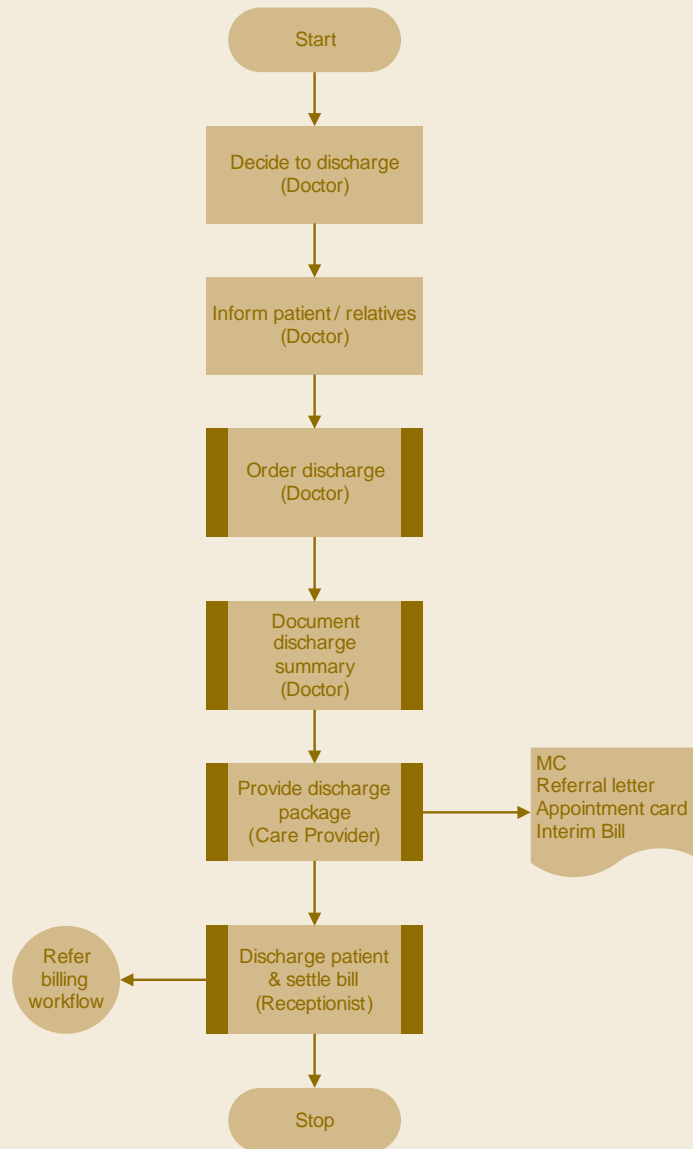 Start
Decide to discharge
(Doctor)
Inform patient / relatives
(Doctor)
Order discharge
(Doctor)
Document
discharge
summary
(Doctor)
Provide discharge
package
(Care Provider)
MC
Referral letter
Appointment card
Interim Bill
Discharge patient
& settle bill
(Receptionist)
Refer
billing
workflow
Stop